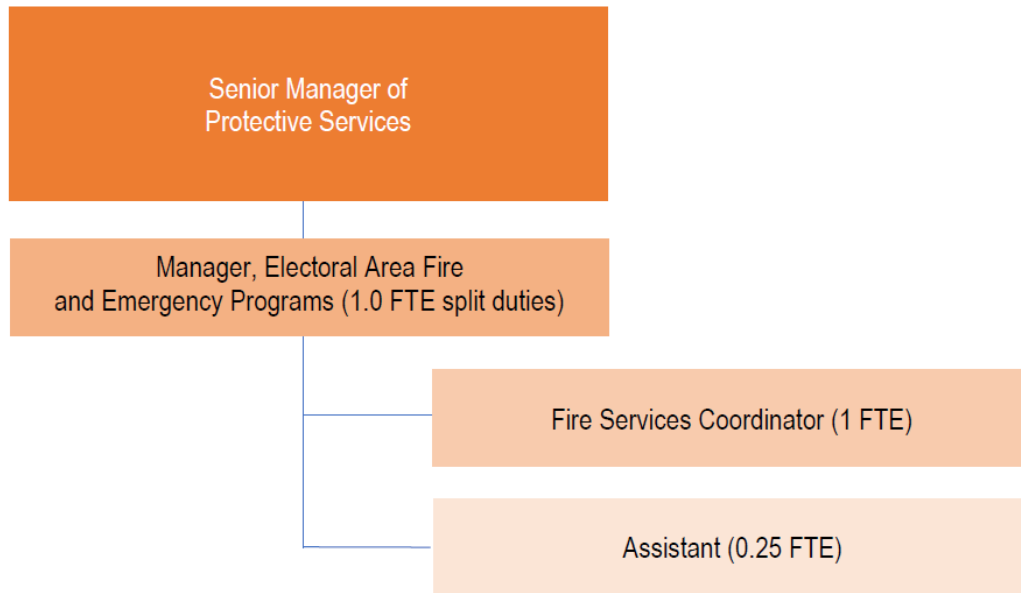 Senior Manager of
Protective Services
Manager, Electoral Area Fire
and Emergency Programs (1.0 FTE split duties)
Fire Services Coordinator (1 FTE)
Assistant (0.25 FTE)